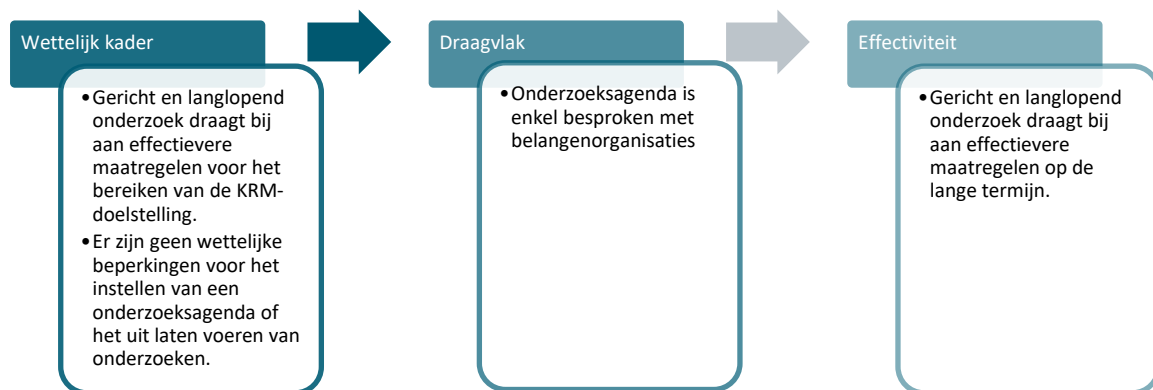 Wettelijk kader
•Gericht en langlopend
onderzoek draagt bij
aan effectievere
maatregelen voor het
bereiken van de KRM-
doelstelling.
•Er zijn geen wettelijke
beperkingen voor het
instellen van een
onderzoeksagenda of
het uit laten voeren van
onderzoeken.
Draagvlak
•Onderzoeksagenda is
enkel besproken met
belangenorganisaties
Effectiviteit
•Gericht en langlopend
onderzoek draagt bij
aan effectievere
maatregelen op de
lange termijn.